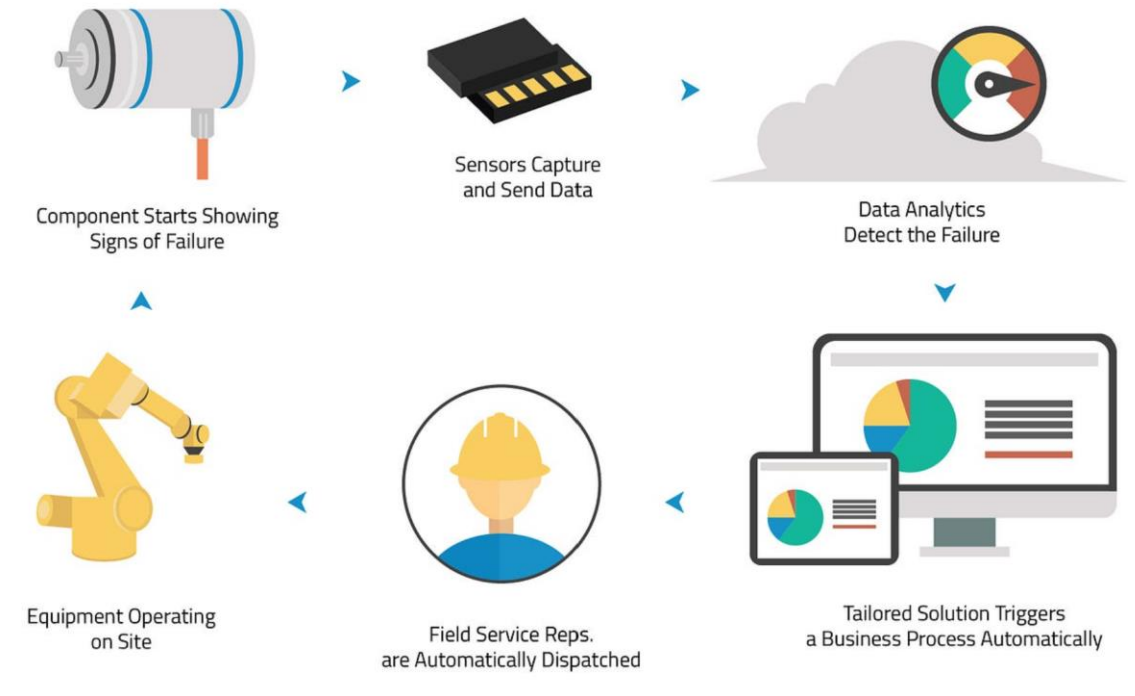 Component Starts Showing
Signs of Failure
Sensors Capture
and Send Data
Data Analytics
Detect the Failure
Tailored Solution Triggers
a Business Process Automatically
Field Service Reps.
are Automatically Dispatched
Equipment Operating
on Site